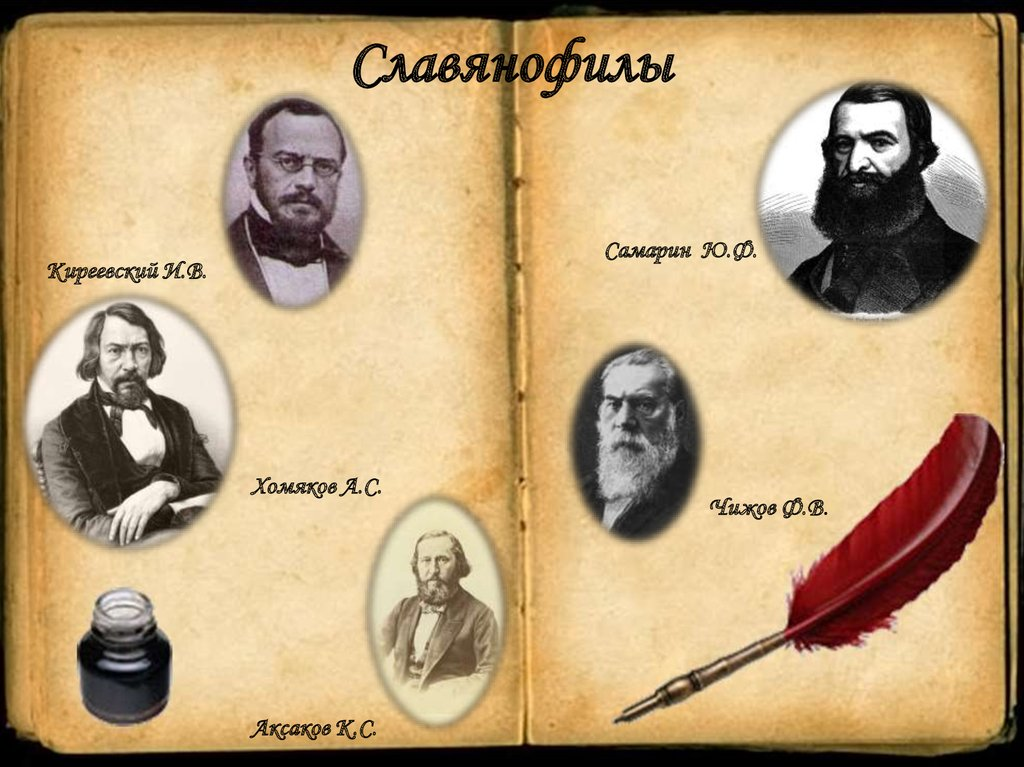 Славянофилы
Киреевский И.В.
Хомяков А.С.
Аксаков К.С.
Самарин Ю.Ф.
Чижов Ф.В.